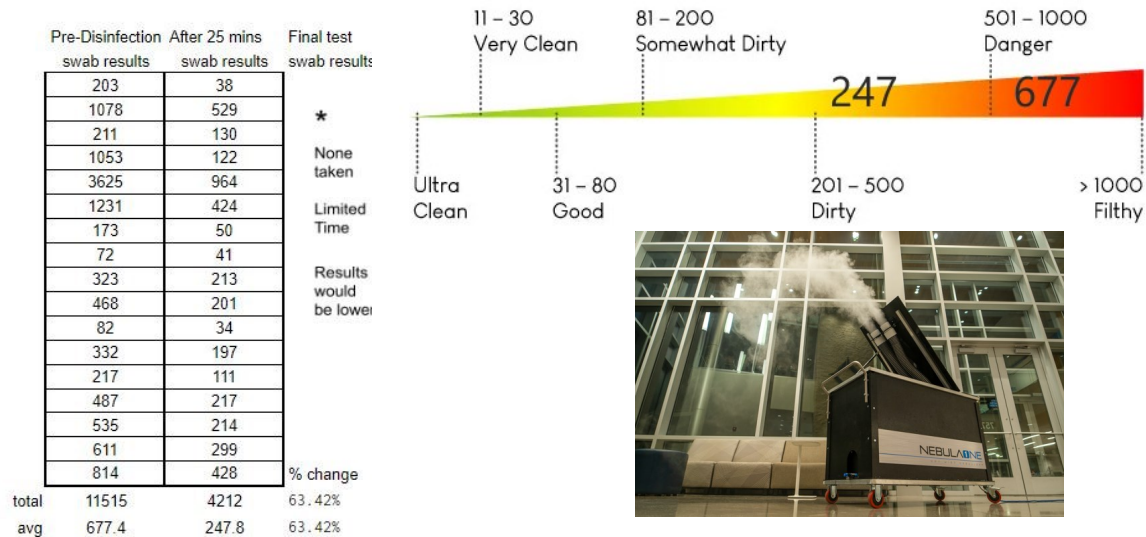 Pre-Disinfection After 25 mins Final test
swab results swab results swab results
203 38
1078 529
211 130
1053 122
3625 964
1231 424
173 50
72 41
323 213
468 201
82 34
332 197
217 111
487 217
535 214
611 299
814 428 % change
total 11515 4212 63.42%
avg 677.4 247.8 63.42%
*
None
taken
Limited
Time
Results
would
be lower
11 – 30
Very Clean
81 – 200
Somewhat Dirty
501 – 1000
Danger
247
677
Ultra
Clean
31 – 80
Good
201 – 500
Dirty
> 1000
Filthy
NEBULAONE